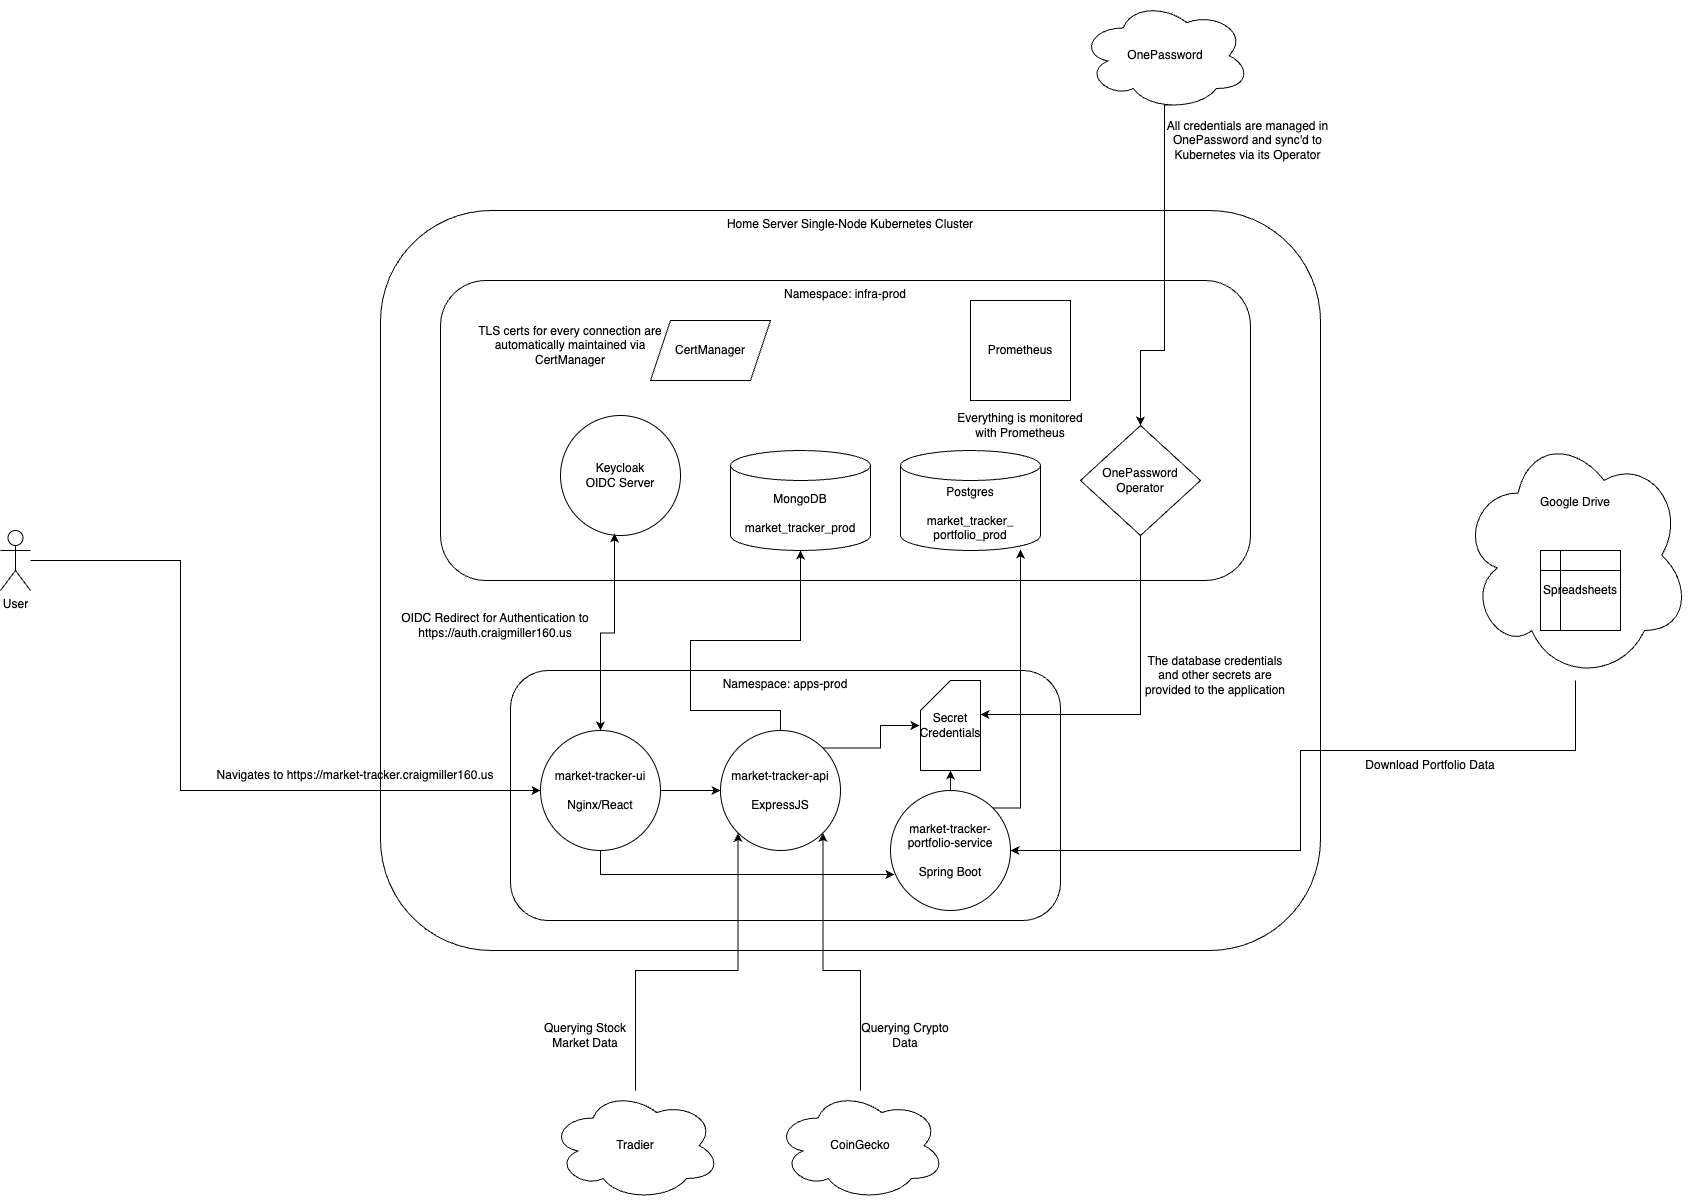 OnePassword
All credentials are managed in
OnePassword and sync'd to
Kubernetes via its Operator
Home Server Single-Node Kubernetes Cluster
Namespace: infra-prod
TLS certs for every connection are
automatically maintained via
CertManager
CertManager
Prometheus
Everything is monitored
with Prometheus
Keycloak
OIDC Server
MongoDB
market_tracker_prod
Postgres
market_tracker_
portfolio_prod
OnePassword
Operator
Google Drive
Spreadsheets
User
OIDC Redirect for Authentication to
https://auth.craigmiller160.us
The database credentials
and other secrets are
provided to the application
Namespace: apps-prod
Secret
Credentials
Navigates to https://market-tracker.craigmiller160.us
market-tracker-ui
Nginx/React
market-tracker-api
ExpressJS
market-tracker-
portfolio-service
Spring Boot
Download Portfolio Data
Querying Stock
Market Data
Querying Crypto
Data
Tradier
CoinGecko